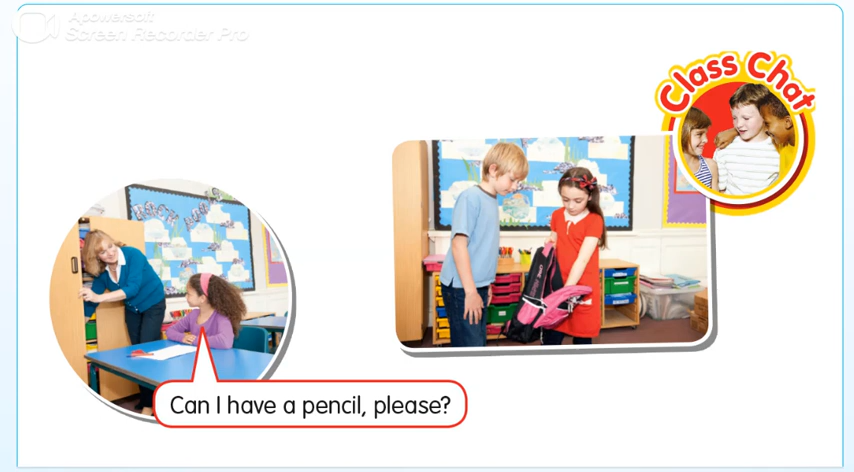 Apowersoft
Screen Recorder Pro
Class Chat
Can I have a pencil, please?